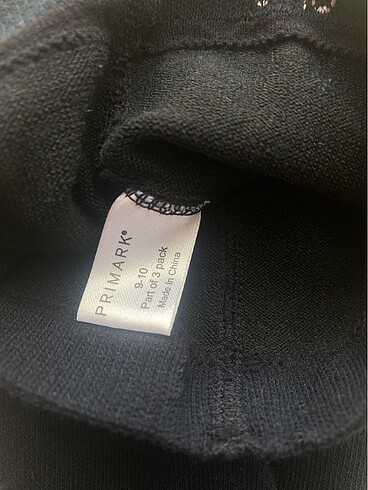 PRIMARK®
9-10
Part of 3 pack
Made in China